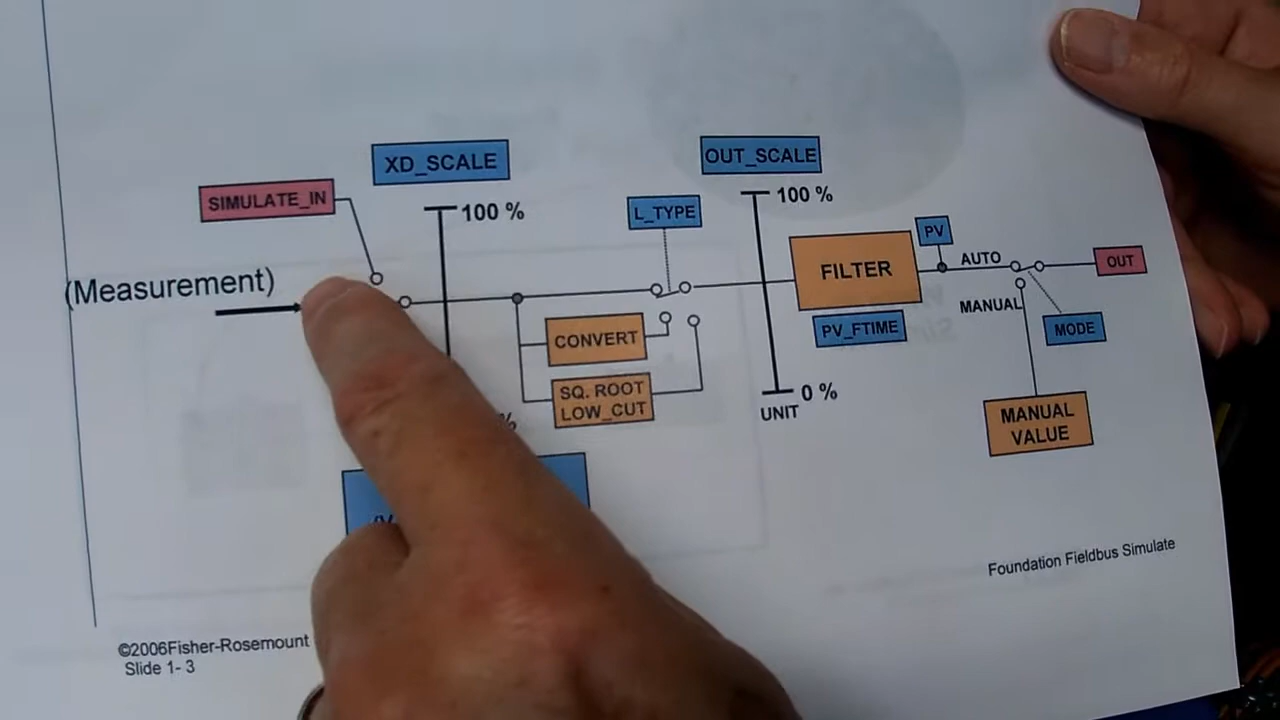 XD_SCALE
OUT_SCALE
SIMULATE_IN
100 %
L_TYPE
100 %
PV
(Measurement)
FILTER
AUTO
OUT
CONVERT
PV_FTIME
MANUAL
MODE
SQ. ROOT
LOW_CUT
%
0 %
UNIT
MANUAL
VALUE
Foundation Fieldbus Simulate
©2006Fisher-Rosemount
Slide 1- 3